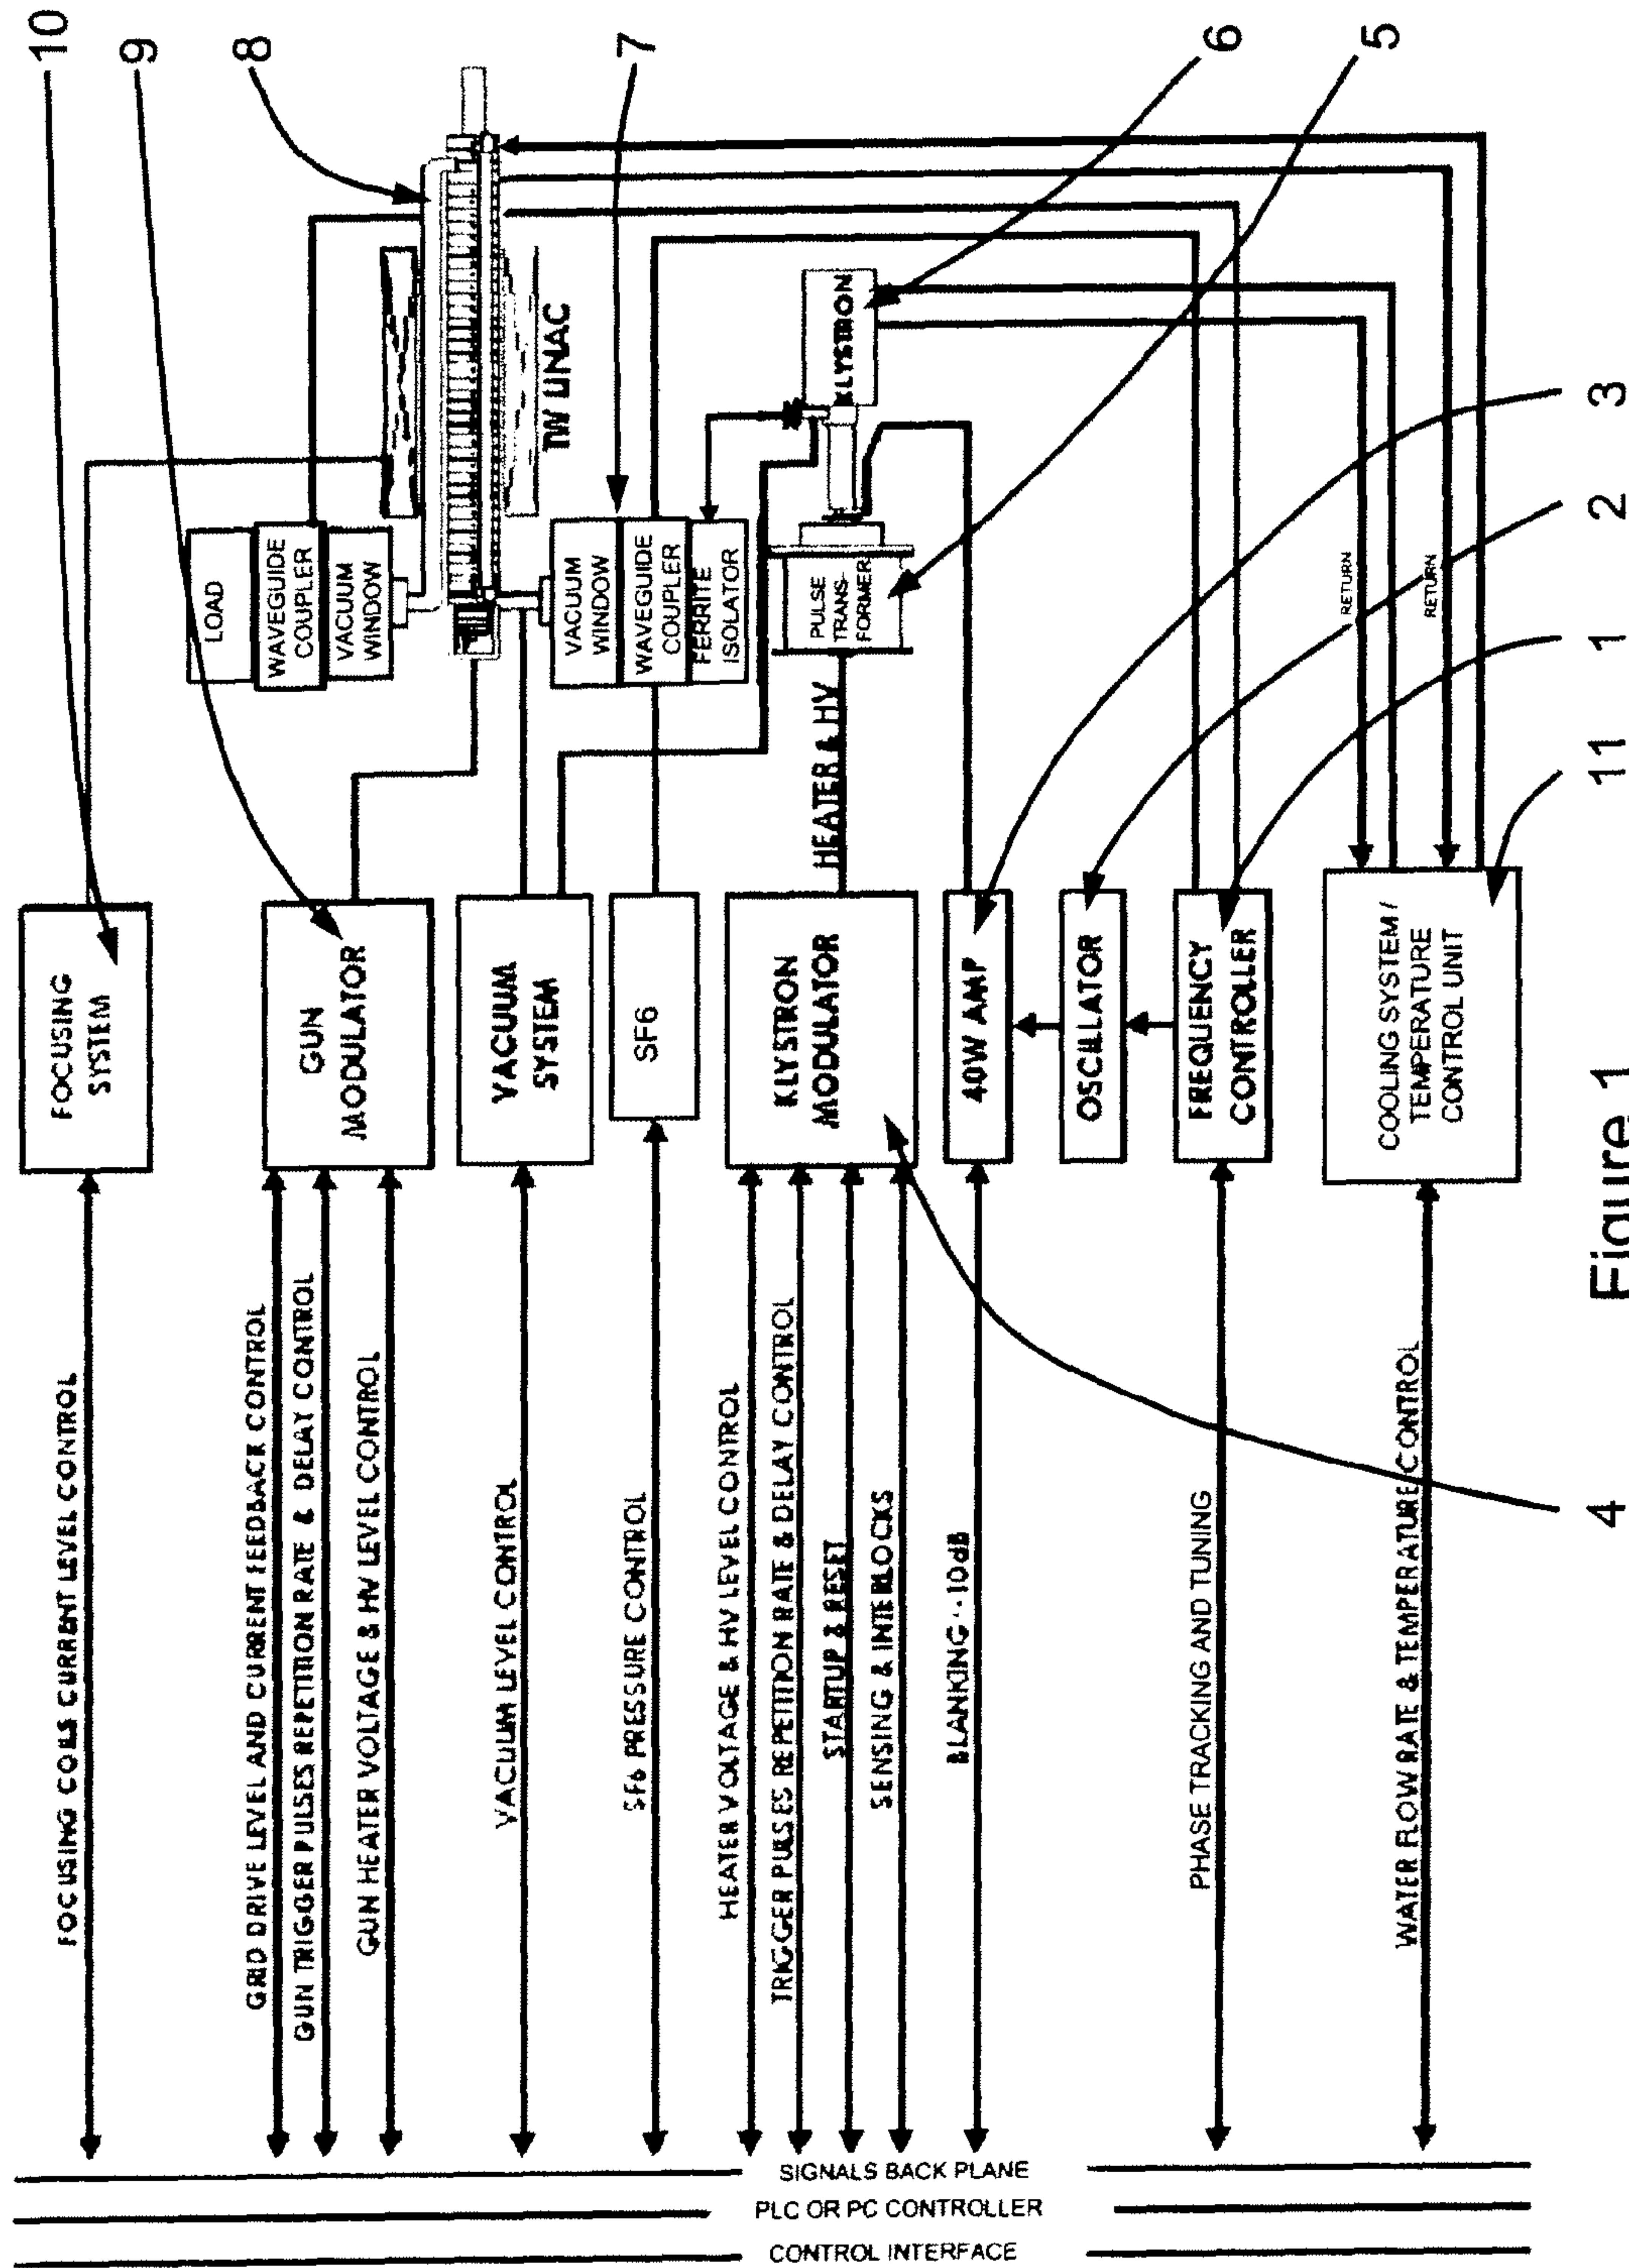 10
9
8
7
6
5
3
2
1
11
4
FOCUSING
SYSTEM
GUN
MODULATOR
VACUUM
SYSTEM
SF6
KLYSTRON
MODULATOR
40W AMP
OSCILLATOR
FREQUENCY
CONTROLLER
COOLING SYSTEM /
TEMPERATURE
CONTROL UNIT
LOAD
WAVEGUIDE
COUPLER
VACUUM
WINDOW
TW LINAC
VACUUM
WINDOW
WAVEGUIDE
COUPLER
FERRITE
ISOLATOR
KLYSTRON
PULSE
TRANS-
FORMER
HEATER & HV
RETURN
RETURN
FOCUSING COILS CURRENT LEVEL CONTROL
GRID DRIVE LEVEL AND CURRENT FEEDBACK CONTROL
GUN TRIGGER PULSES REPETITION RATE & DELAY CONTROL
GUN HEATER VOLTAGE & HV LEVEL CONTROL
VACUUM LEVEL CONTROL
SF6 PRESSURE CONTROL
HEATER VOLTAGE & HV LEVEL CONTROL
TRIGGER PULSES REPETITION RATE & DELAY CONTROL
STARTUP & RESET
SENSING & INTERLOCKS
BLANKING -10dB
PHASE TRACKING AND TUNING
WATER FLOW RATE & TEMPERATURE CONTROL
SIGNALS BACK PLANE
PLC OR PC CONTROLLER
CONTROL INTERFACE
Figure 1